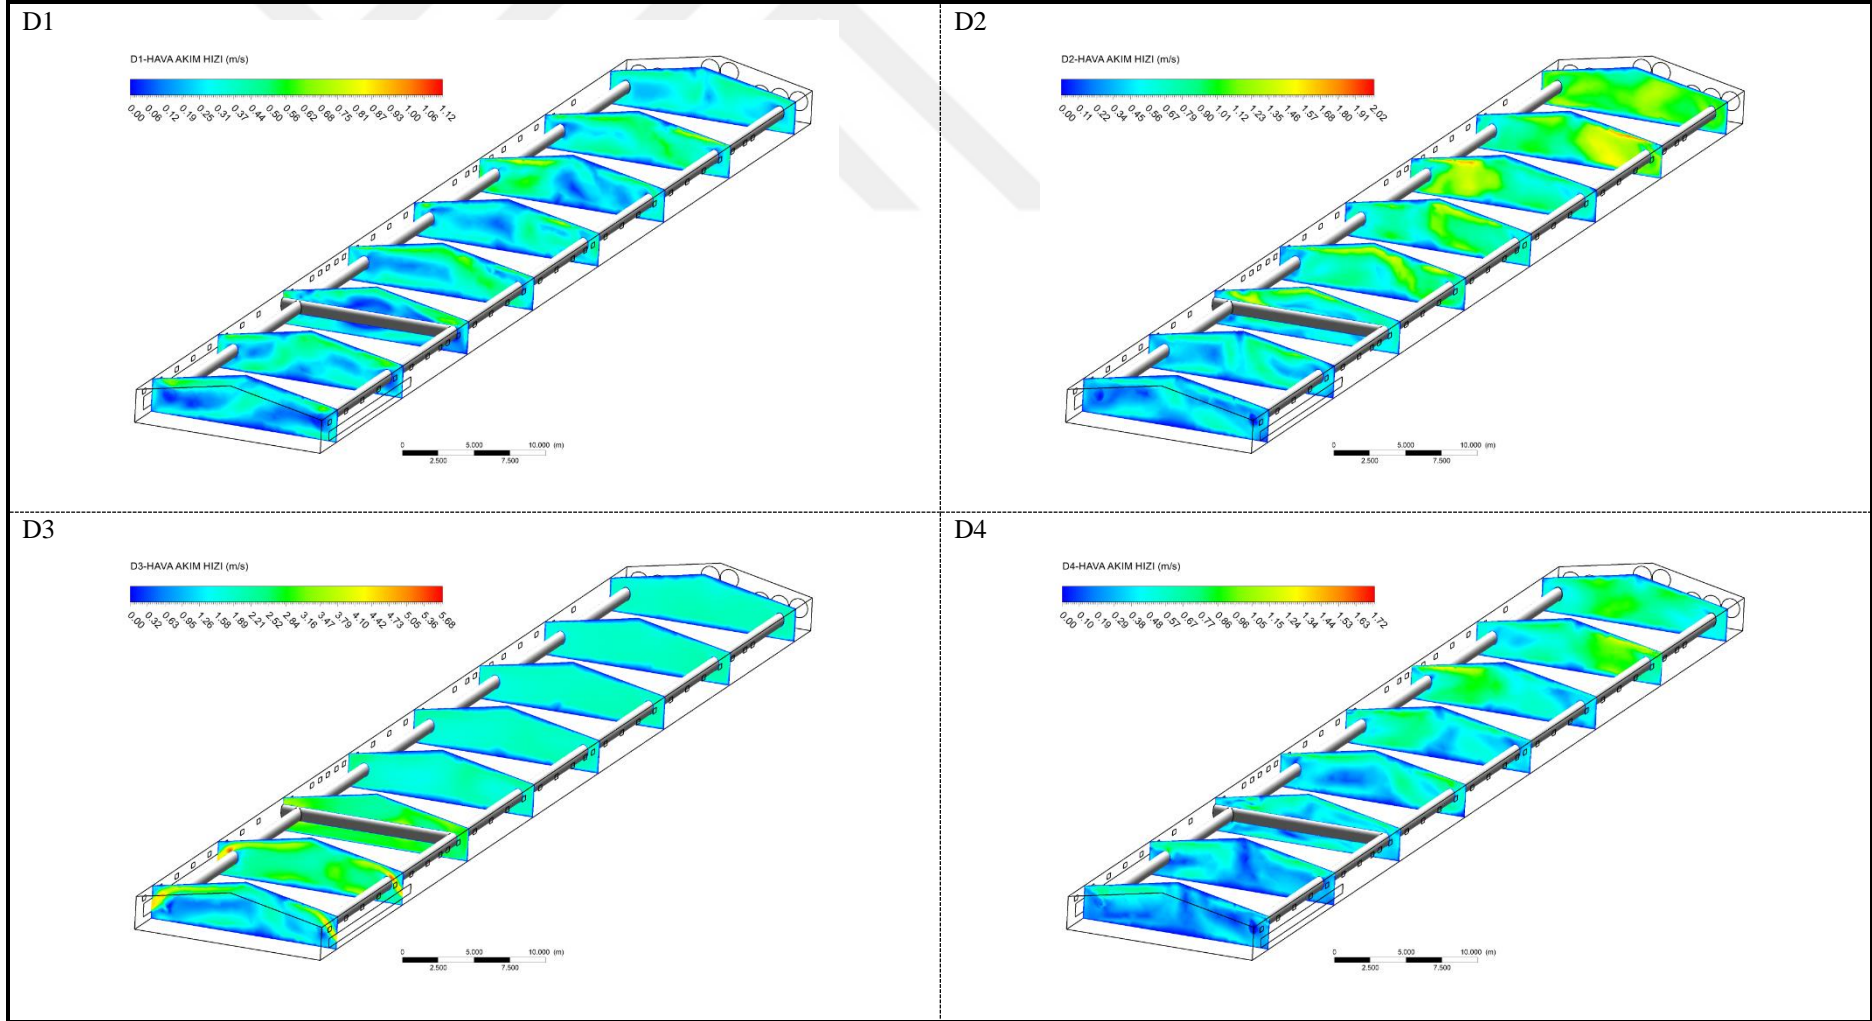 D1
D1-HAVA AKIM HIZI (m/s)
0.00 0.06 0.12 0.19 0.25 0.31 0.37 0.44 0.50 0.56 0.62 0.68 0.75 0.81 0.87 0.93 1.00 1.06 1.12
0 5.000 10.000 (m)
2.500 7.500
D2
D2-HAVA AKIM HIZI (m/s)
0.00 0.11 0.22 0.34 0.45 0.56 0.67 0.79 0.90 1.01 1.12 1.23 1.35 1.46 1.57 1.68 1.80 1.91 2.02
0 5.000 10.000 (m)
2.500 7.500
D3
D3-HAVA AKIM HIZI (m/s)
0.00 0.32 0.63 0.95 1.26 1.58 1.89 2.21 2.52 2.84 3.16 3.47 3.79 4.10 4.42 4.73 5.05 5.36 5.68
0 5.000 10.000 (m)
2.500 7.500
D4
D4-HAVA AKIM HIZI (m/s)
0.00 0.10 0.19 0.29 0.38 0.48 0.57 0.67 0.77 0.86 0.96 1.05 1.15 1.24 1.34 1.44 1.53 1.63 1.72
0 5.000 10.000 (m)
2.500 7.500